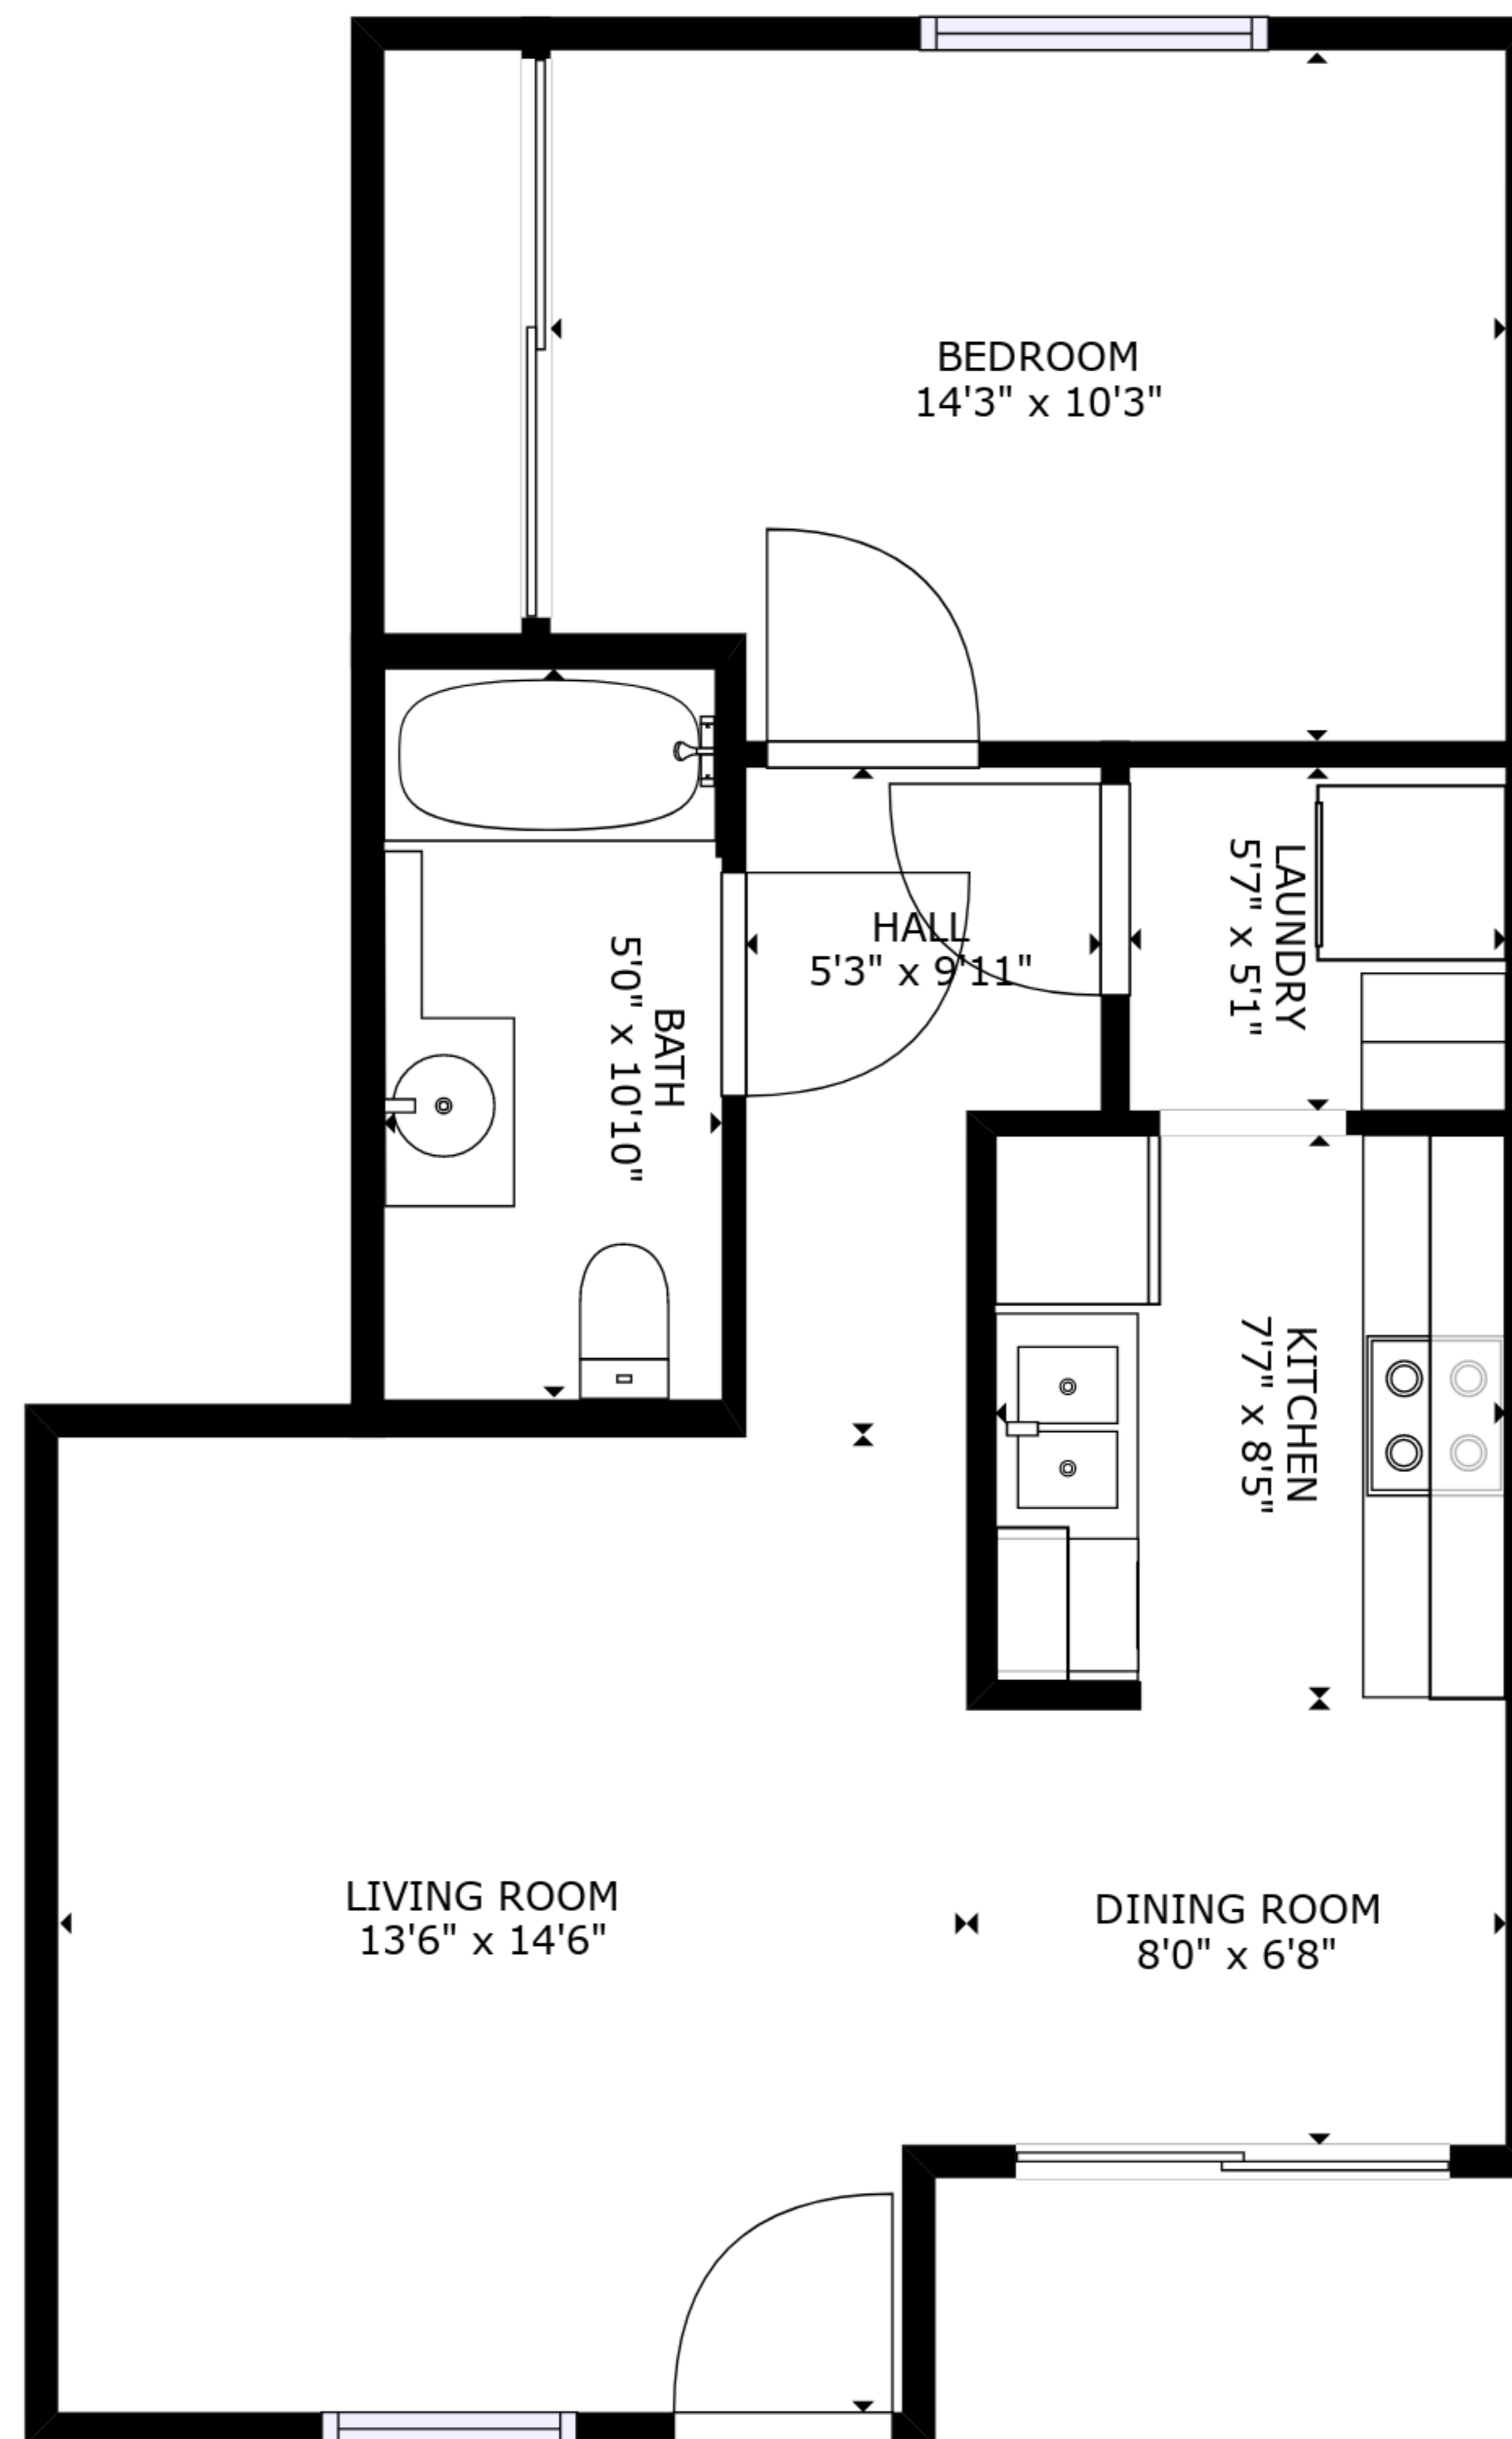 BEDROOM
14'3" x 10'3"
HALL
5'3" x 9'11"
LAUNDRY
5'7" x 5'1"
BATH
5'0" x 10'10"
KITCHEN
7'7" x 8'5"
LIVING ROOM
13'6" x 14'6"
DINING ROOM
8'0" x 6'8"